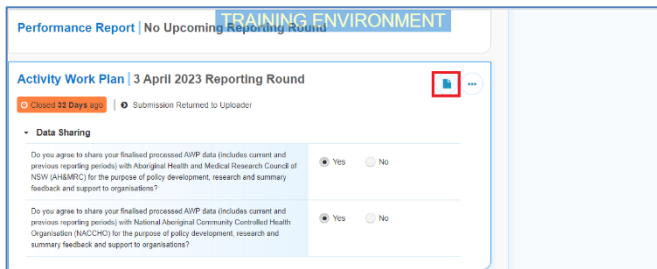 TRAINING ENVIRONMENT
Performance Report | No Upcoming Reporting Round
Activity Work Plan | 3 April 2023 Reporting Round
Closed 32 Days ago | Submission Returned to Uploader
Data Sharing
Do you agree to share your finalised processed AWP data (includes current and
previous reporting periods) with Aboriginal Health and Medical Research Council of
NSW (AH&MRC) for the purpose of policy development, research and summary
feedback and support to organisations?
Yes No
Do you agree to share your finalised processed AWP data (includes current and
previous reporting periods) with National Aboriginal Community Controlled Health
Organisation (NACCHO) for the purpose of policy development, research and
summary feedback and support to organisations?
Yes No